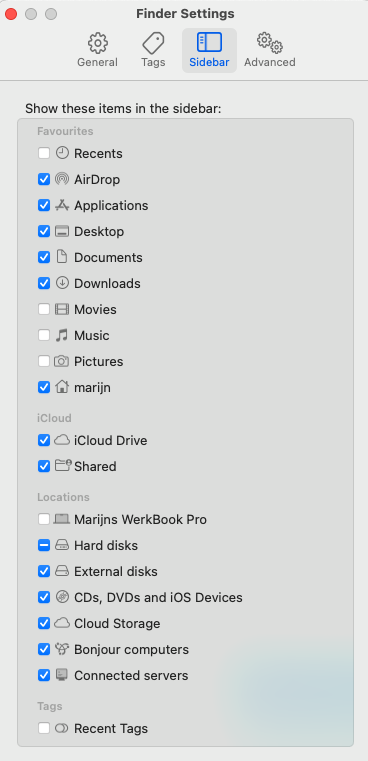 Finder Settings
General Tags Sidebar Advanced
Show these items in the sidebar:
Favourites
Recents
AirDrop
Applications
Desktop
Documents
Downloads
Movies
Music
Pictures
marijn
iCloud
iCloud Drive
Shared
Locations
Marijns WerkBook Pro
Hard disks
External disks
CDs, DVDs and iOS Devices
Cloud Storage
Bonjour computers
Connected servers
Tags
Recent Tags